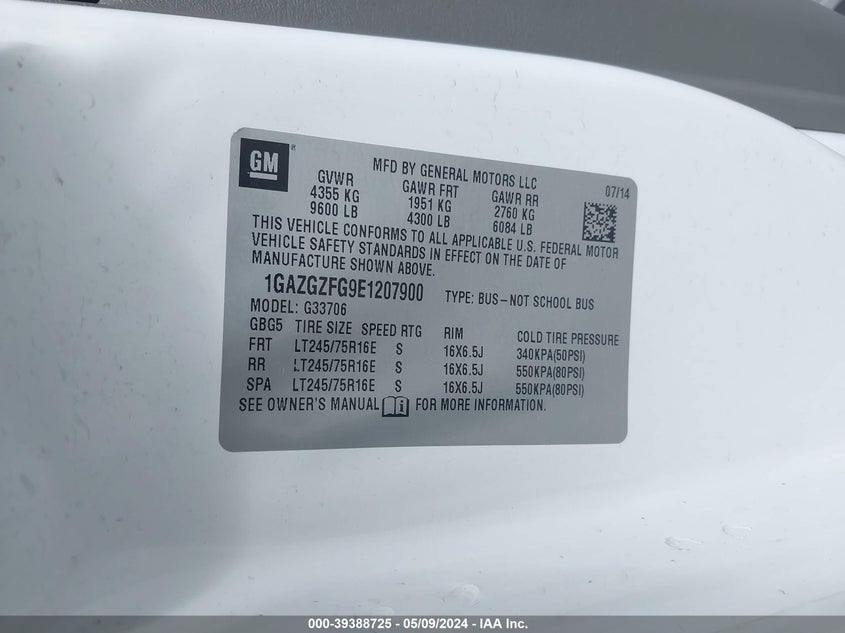 GM
MFD BY GENERAL MOTORS LLC
07/14
GVWR GAWR FRT GAWR RR
4355 KG 1951 KG 2760 KG
9600 LB 4300 LB 6084 LB
THIS VEHICLE CONFORMS TO ALL APPLICABLE U.S. FEDERAL MOTOR
VEHICLE SAFETY STANDARDS IN EFFECT ON THE DATE OF
MANUFACTURE SHOWN ABOVE.
1GAZGZFG9E1207900 TYPE: BUS–NOT SCHOOL BUS
MODEL: G33706
GBG5 TIRE SIZE SPEED RTG RIM COLD TIRE PRESSURE
FRT LT245/75R16E S 16X6.5J 340KPA(50PSI)
RR LT245/75R16E S 16X6.5J 550KPA(80PSI)
SPA LT245/75R16E S 16X6.5J 550KPA(80PSI)
SEE OWNER'S MANUAL FOR MORE INFORMATION.
000-39388725 - 05/09/2024 - IAA Inc.